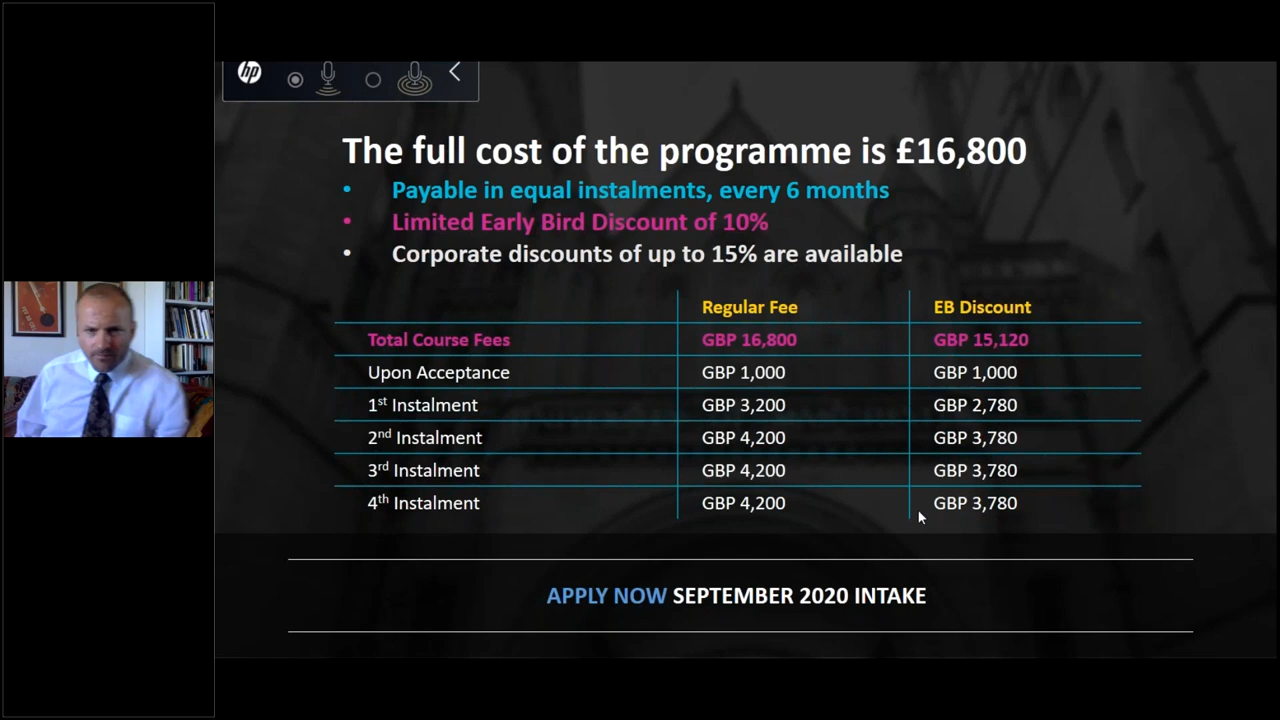 hp
The full cost of the programme is £16,800
• Payable in equal instalments, every 6 months
• Limited Early Bird Discount of 10%
• Corporate discounts of up to 15% are available
Regular Fee EB Discount
Total Course Fees GBP 16,800 GBP 15,120
Upon Acceptance GBP 1,000 GBP 1,000
1st Instalment GBP 3,200 GBP 2,780
2nd Instalment GBP 4,200 GBP 3,780
3rd Instalment GBP 4,200 GBP 3,780
4th Instalment GBP 4,200 GBP 3,780
APPLY NOW SEPTEMBER 2020 INTAKE